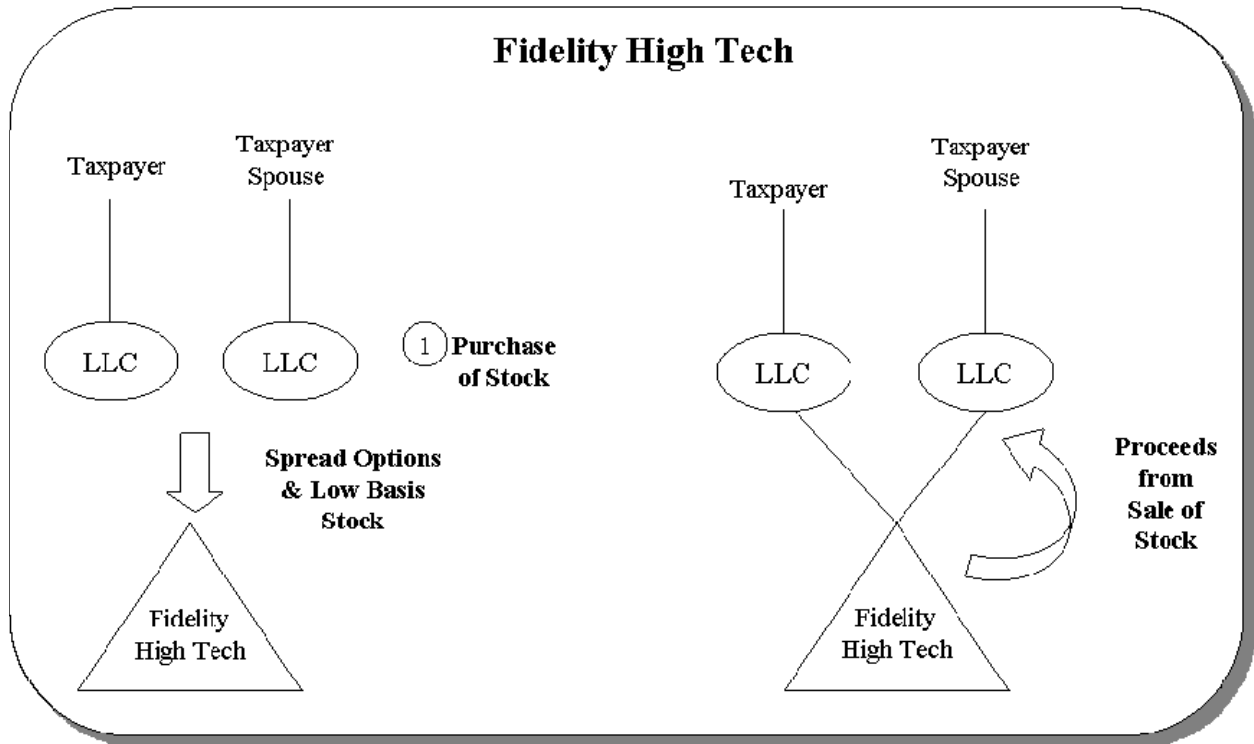 Fidelity High Tech
Taxpayer
Taxpayer
Spouse
LLC
LLC
1
Purchase
of Stock
Spread Options
& Low Basis
Stock
Fidelity
High Tech
Taxpayer
Taxpayer
Spouse
LLC
LLC
Proceeds
from
Sale of
Stock
Fidelity
High Tech